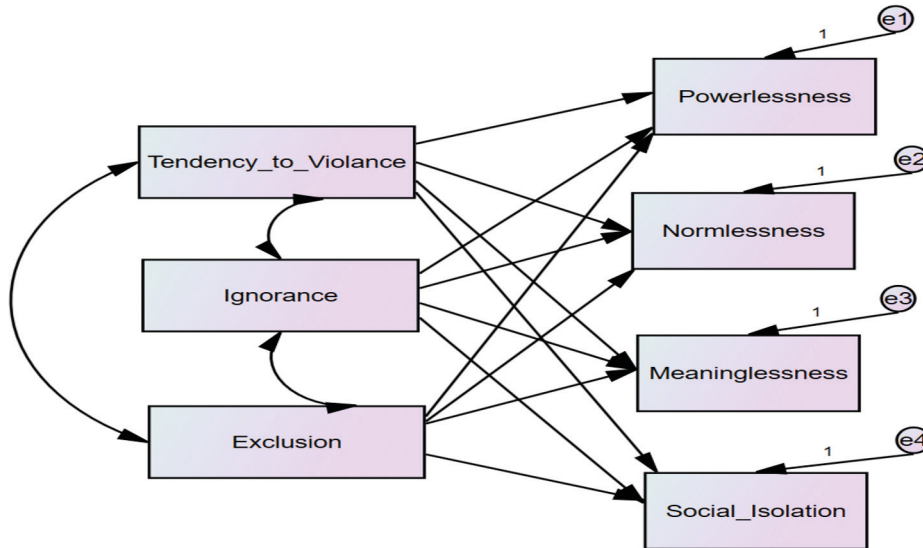 e1
1
Powerlessness
Tendency_to_Violance
e2
1
Normlessness
Ignorance
e3
1
Meaninglessness
Exclusion
e4
1
Social_Isolation